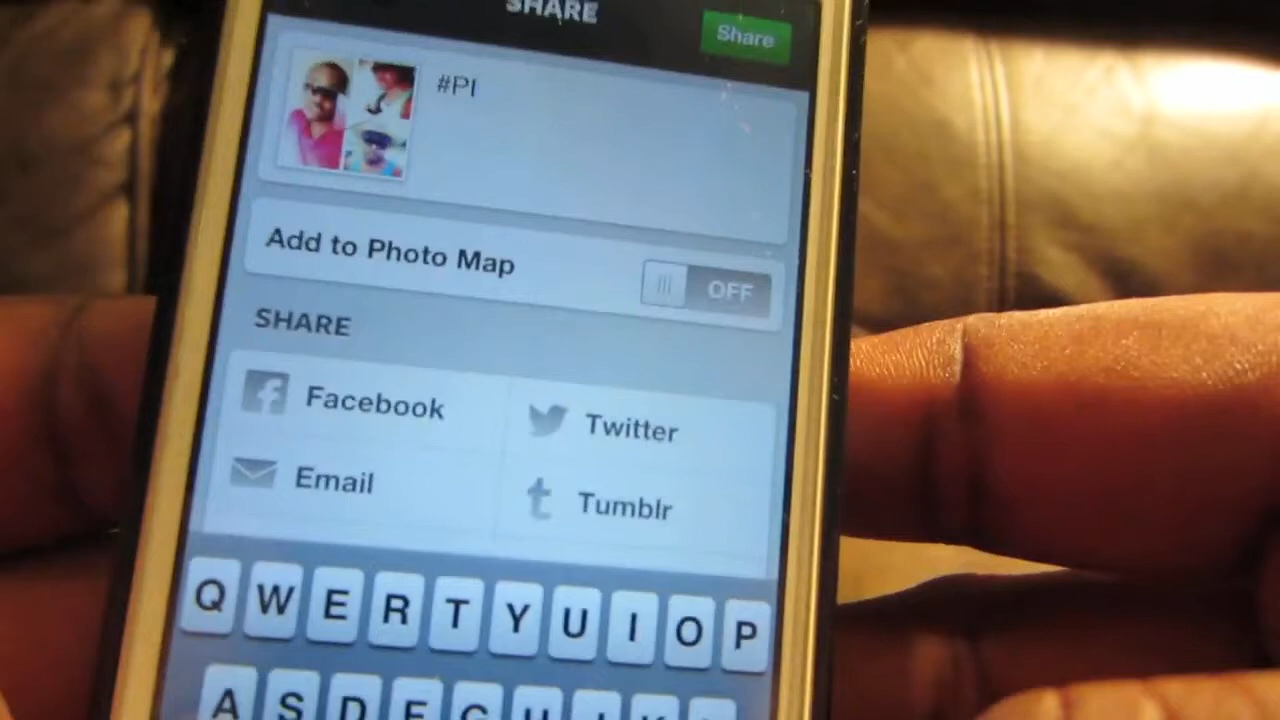 SHARE
Share
#PI
Add to Photo Map
OFF
SHARE
Facebook
Twitter
Email
Tumblr
Q W E R T Y U I O P
A S D F G H J K